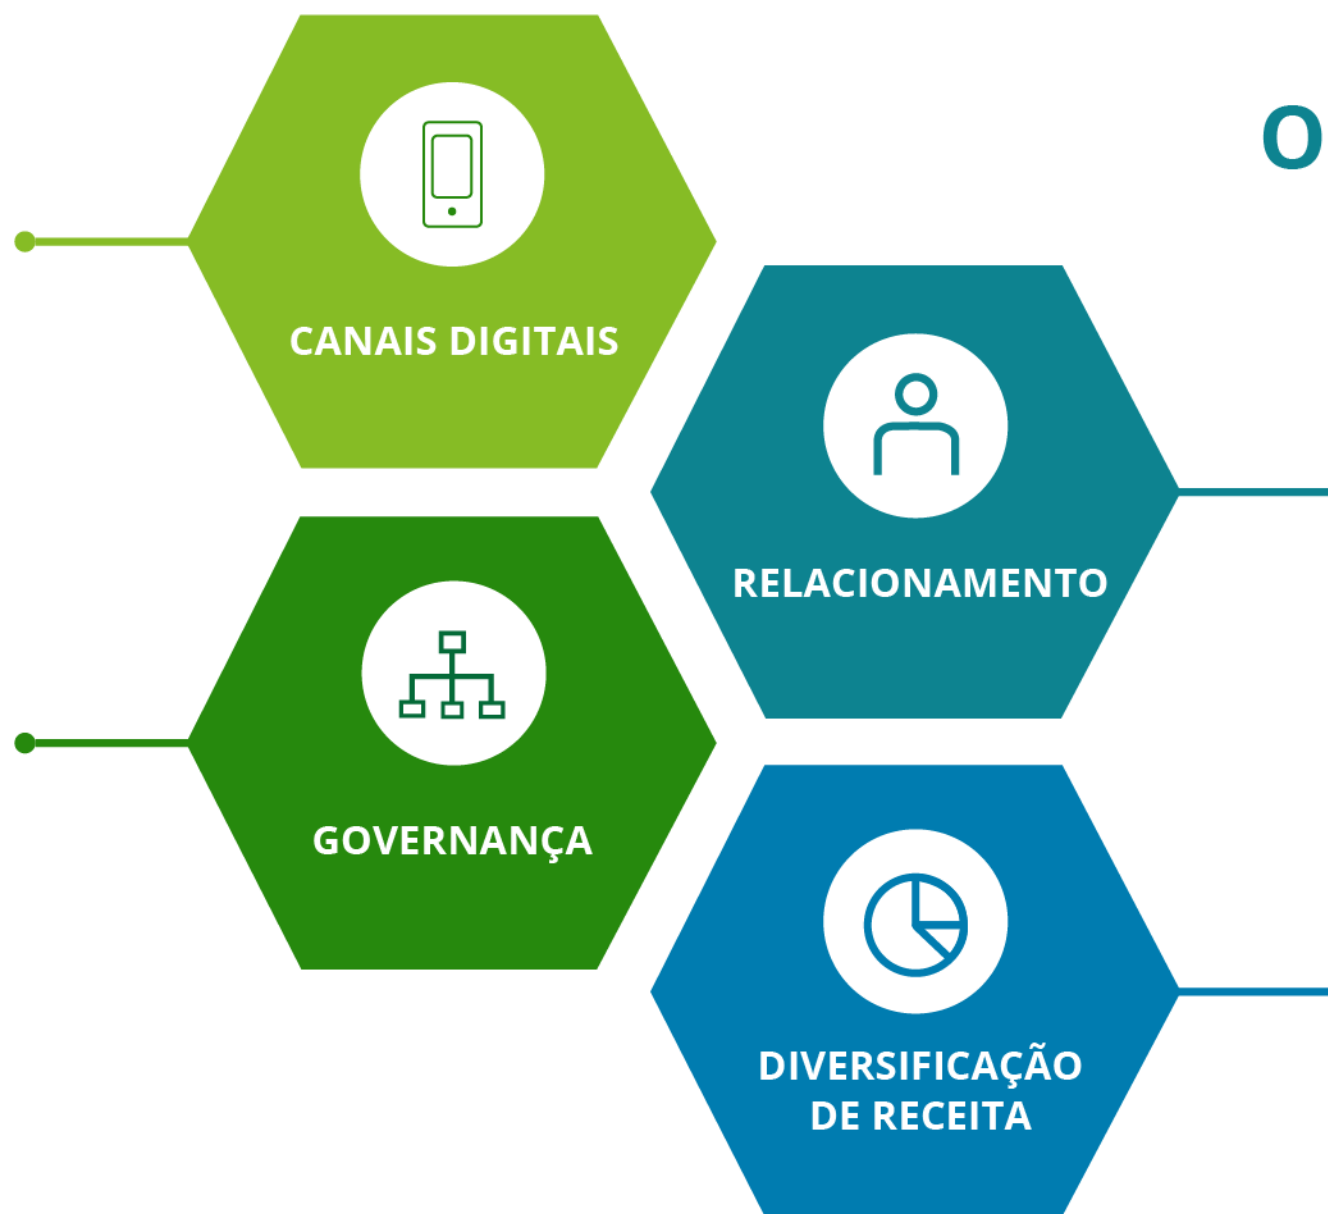 O
CANAIS DIGITAIS
RELACIONAMENTO
GOVERNANÇA
DIVERSIFICAÇÃO
DE RECEITA